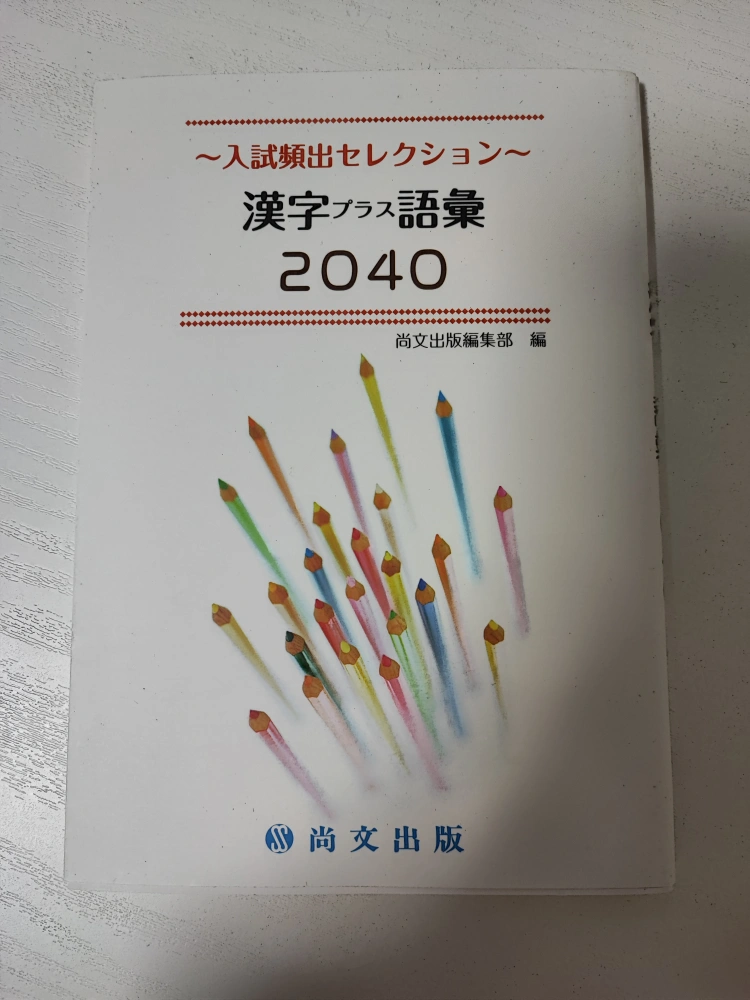 ～入試頻出セレクション～
漢字プラス語彙
2040
尚文出版編集部　編
尚文出版